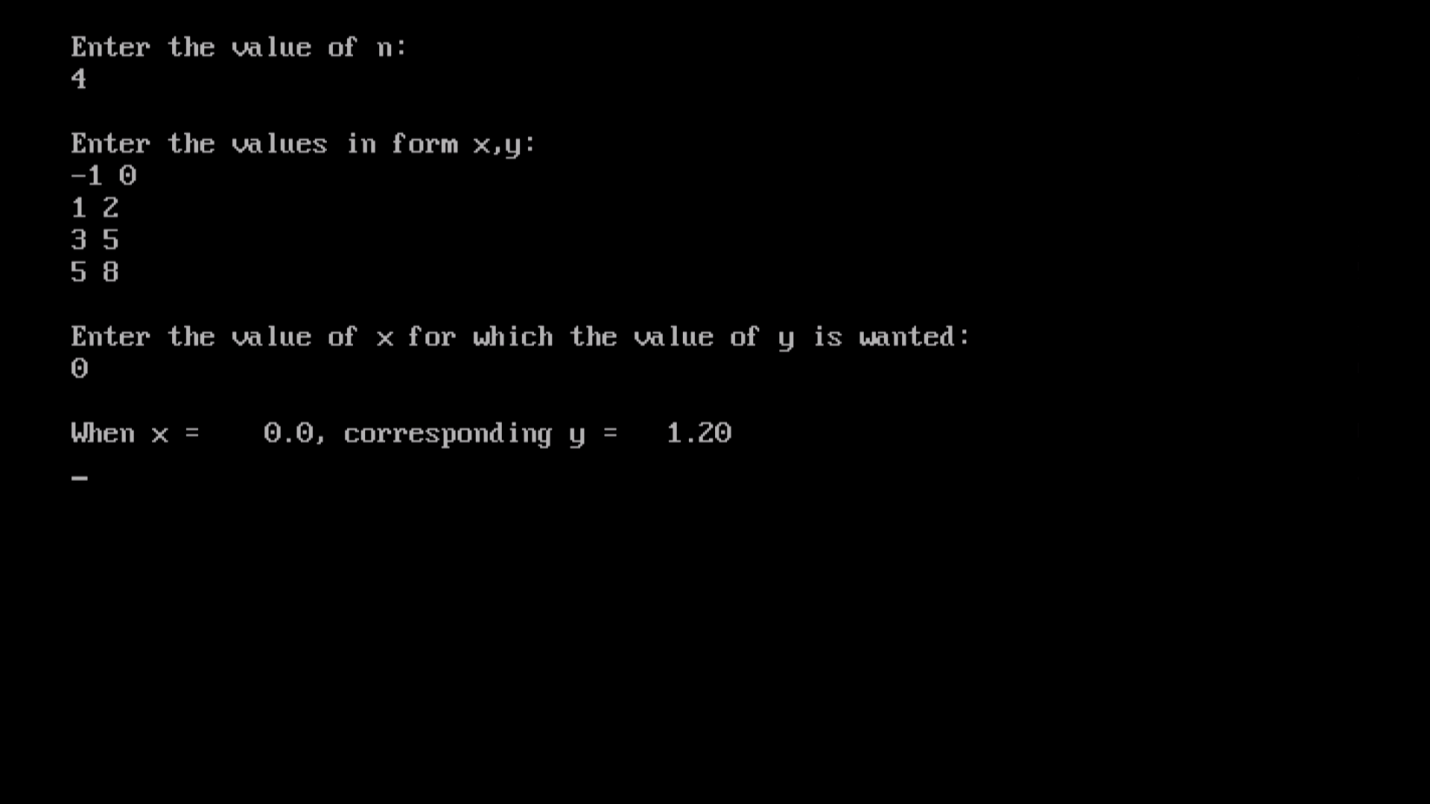 Enter the value of n:
4
Enter the values in form x,y:
-1 0
1 2
3 5
5 8
Enter the value of x for which the value of y is wanted:
0
When x =    0.0, corresponding y =   1.20
_